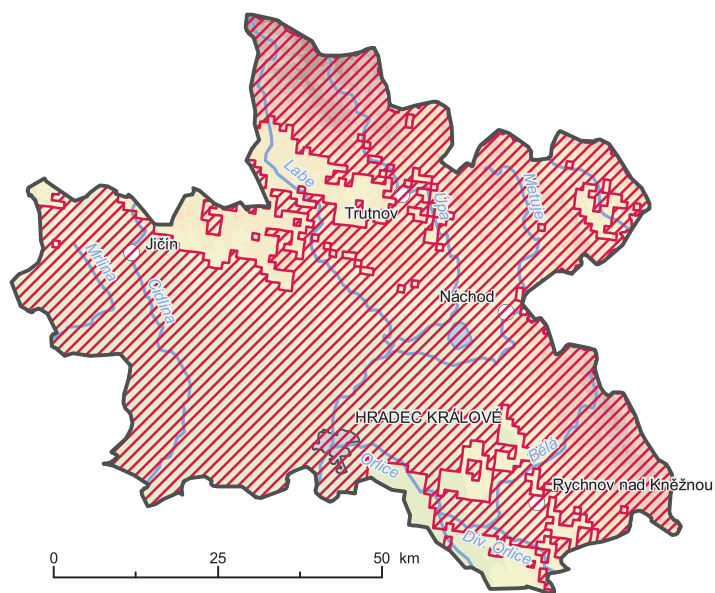 Labe
Trutnov
Úpa
Metuje
Jičín
Mrlina
Cidlina
Náchod
HRADEC KRÁLOVÉ
Orlice
Bělá
Rychnov nad Kněžnou
Div. Orlice
0 25 50 km